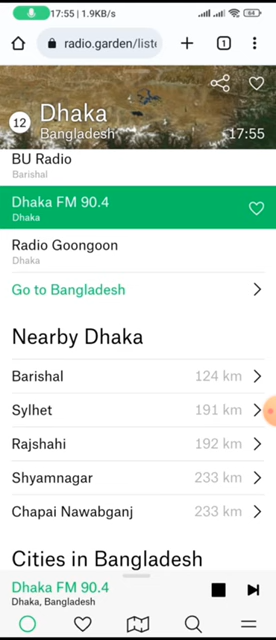 17:55 | 1.9KB/s
64
radio.garden/liste
1
12
Dhaka
Bangladesh
17:55
BU Radio
Barishal
Dhaka FM 90.4
Dhaka
Radio Goongoon
Dhaka
Go to Bangladesh
Nearby Dhaka
Barishal 124 km
Sylhet 191 km
Rajshahi 192 km
Shyamnagar 233 km
Chapai Nawabganj 233 km
Cities in Bangladesh
Dhaka FM 90.4
Dhaka, Bangladesh